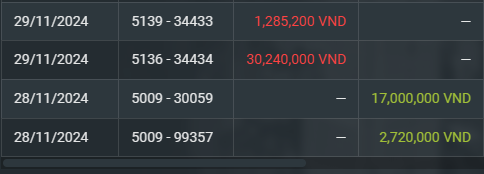 29/11/2024 5139 - 34433 1,285,200 VND —
29/11/2024 5136 - 34434 30,240,000 VND —
28/11/2024 5009 - 30059 — 17,000,000 VND
28/11/2024 5009 - 99357 — 2,720,000 VND